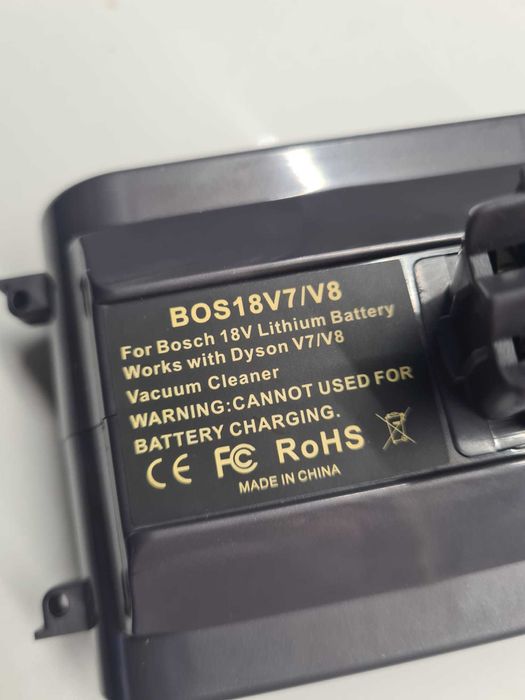 BOS18V7/V8
For Bosch 18V Lithium Battery
Works with Dyson V7/V8
Vacuum Cleaner
WARNING:CANNOT USED FOR
BATTERY CHARGING.
CE FC RoHS
MADE IN CHINA